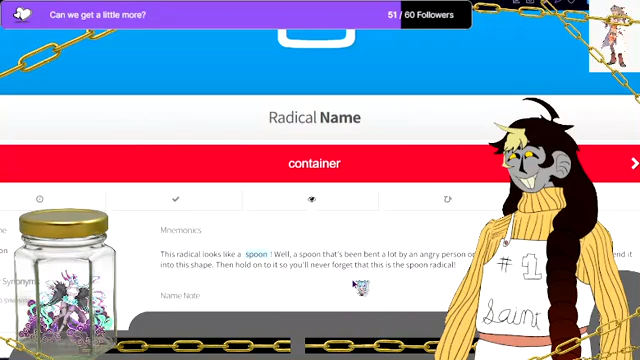 Can we get a little more?
51 / 60 Followers
Radical Name
container
Mnemonics
This radical looks like a spoon ! Well, a spoon that's been bent a lot by an angry person or
into this shape. Then hold on to it so you'll never forget that this is the spoon radical!
Name Note
Synonyms
# 1
Saint